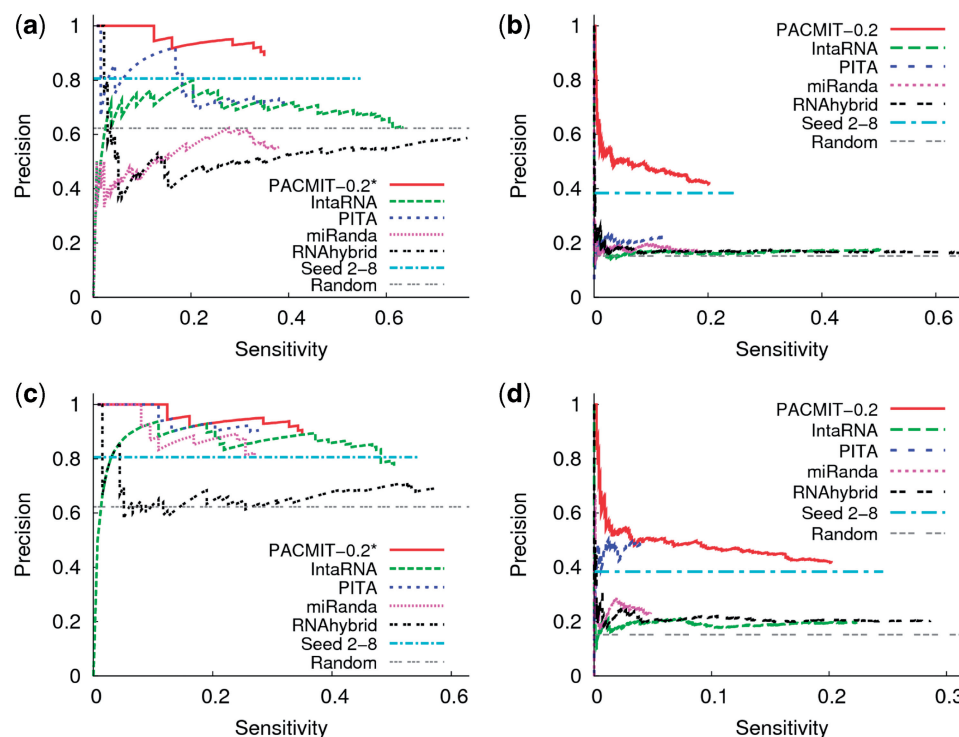 (a)
Precision
1
0.8
0.6
0.4
0.2
0
PACMIT-0.2*
IntaRNA
PITA
miRanda
RNAhybrid
Seed 2-8
Random
0 0.2 0.4 0.6
Sensitivity
(b)
Precision
1
0.8
0.6
0.4
0.2
0
PACMIT-0.2
IntaRNA
PITA
miRanda
RNAhybrid
Seed 2-8
Random
0 0.2 0.4 0.6
Sensitivity
(c)
Precision
1
0.8
0.6
0.4
0.2
0
PACMIT-0.2*
IntaRNA
PITA
miRanda
RNAhybrid
Seed 2-8
Random
0 0.2 0.4 0.6
Sensitivity
(d)
Precision
1
0.8
0.6
0.4
0.2
0
PACMIT-0.2
IntaRNA
PITA
miRanda
RNAhybrid
Seed 2-8
Random
0 0.1 0.2 0.3
Sensitivity